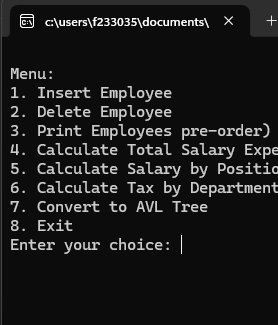 c:\users\f233035\documents\
Menu:
1. Insert Employee
2. Delete Employee
3. Print Employees pre-order)
4. Calculate Total Salary Expe
5. Calculate Salary by Positio
6. Calculate Tax by Department
7. Convert to AVL Tree
8. Exit
Enter your choice: